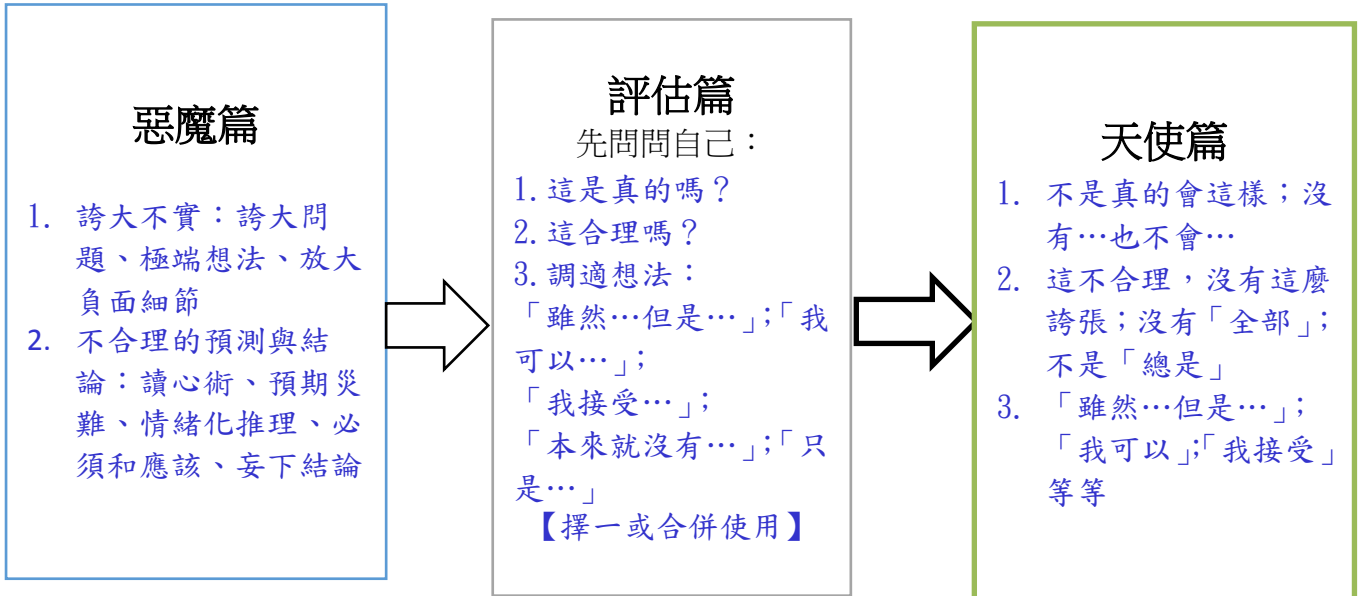 惡魔篇
1. 誇大不實：誇大問
題、極端想法、放大
負面細節
2. 不合理的預測與結
論：讀心術、預期災
難、情緒化推理、必
須和應該、妄下結論
評估篇
先問問自己：
1.這是真的嗎？
2.這合理嗎？
3.調適想法：
「雖然…但是…」;「我
可以…」;
「我接受…」;
「本來就沒有…」;「只
是…」
【擇一或合併使用】
天使篇
1. 不是真的會這樣；沒
有…也不會…
2. 這不合理，沒有這麼
誇張；沒有「全部」；
不是「總是」
3. 「雖然…但是…」；
「我可以」;「我接受」
等等